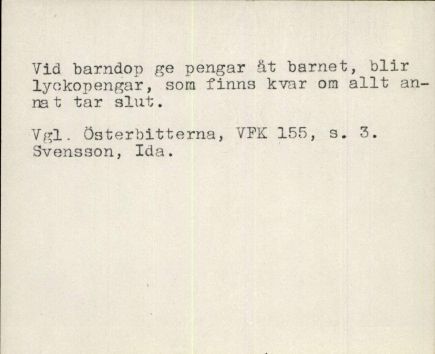 Vid barndop ge pengar åt barnet, blir
lyckopengar, som finns kvar om allt an-
nat tar slut.
Vgl. Österbitterna, VFK 155, s. 3.
Svensson, Ida.